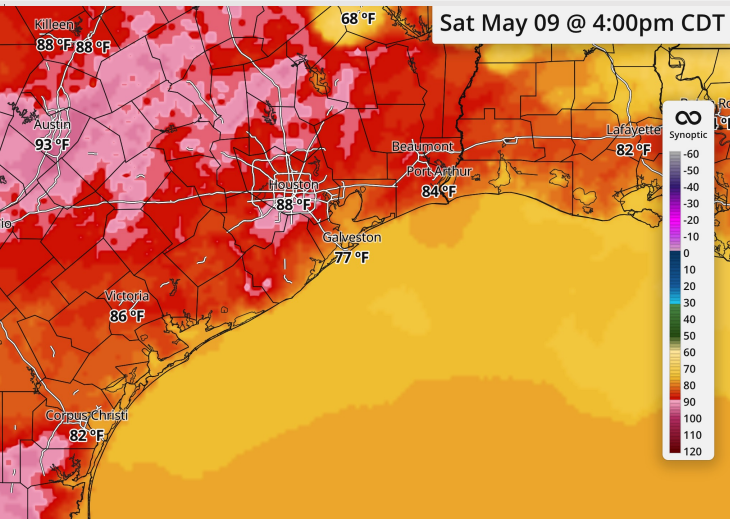 68 °F
Sat May 09 @ 4:00pm CDT
Killeen
88 °F
88 °F
Austin
93 °F
Beaumont
Port Arthur
84 °F
Lafayette
82 °F
Houston
88 °F
Galveston
77 °F
Victoria
86 °F
Corpus Christi
82 °F
Synoptic
-60
-50
-40
-30
-20
-10
0
10
20
30
40
50
60
70
80
90
100
110
120